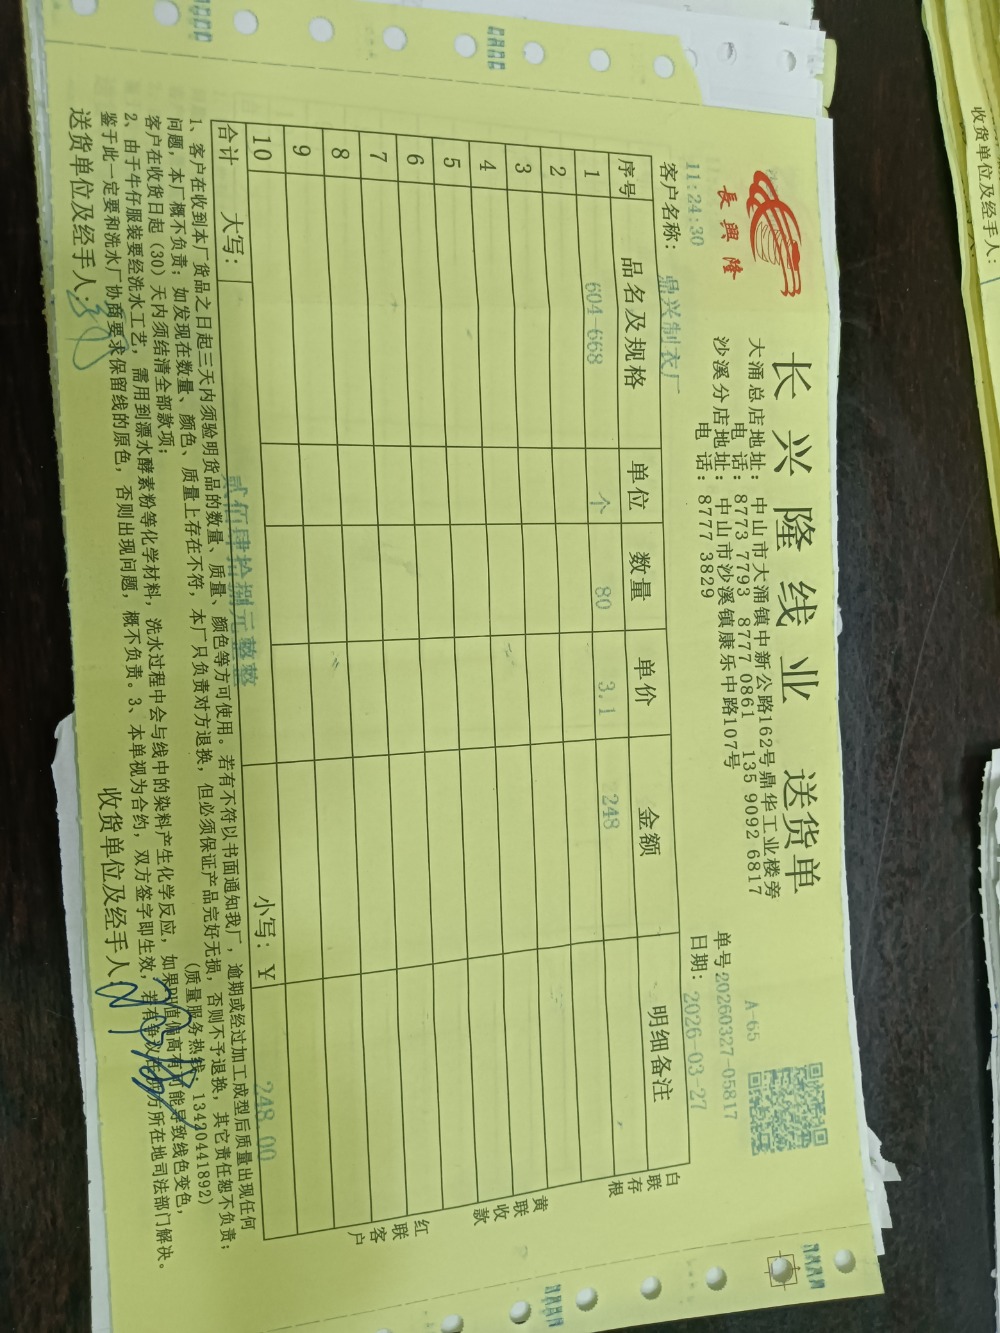 長興隆
长兴隆线业 送货单
大涌总店地址：中山市大涌镇中新公路162号鼎华工业楼旁
电 话：8773 7793 8777 0861 135 9092 6817
沙溪分店地址：中山市沙溪镇康乐中路107号
电 话：8777 3829
A-65
单号 20260327-05817
日期：2026-03-27
11:24:30
客户名称：鼎兴制衣厂
序号 品名及规格 单位 数量 单价 金额 明细备注
1 604-668 个 80 3.1 248
2
3
4
5
6
7
8
9
10
合计 大写：贰佰肆拾捌元整 小写：￥ 248.00
白联存根
黄联收款
红联客户
1、客户在收到本厂货品之日起三天内须验明货品的数量、质量、颜色等方可使用。若有不符以书面通知我厂，逾期或经过加工成型后质量出现任何
问题，本厂概不负责；如发现在数量、颜色、质量上存在不符，本厂只负责对方退换，但必须保证产品完好无损，否则不予退换，其它责任恕不负责；
客户在收货日起（30）天内须结清全部款项；（质量服务热线：13420441892）
2、由于牛仔服装要经洗水工艺，需用到漂水酵素粉等化学材料，洗水过程中会与线中的染料产生化学反应，如果PH值偏高有可能导致线色变色，
鉴于此一定要和洗水厂协商要求保留线的原色，否则出现问题，概不负责。3、本单视为合约，双方签字即生效，若有争议在卖方所在地司法部门解决。
送货单位及经手人：
收货单位及经手人：
收货单位及经手人：